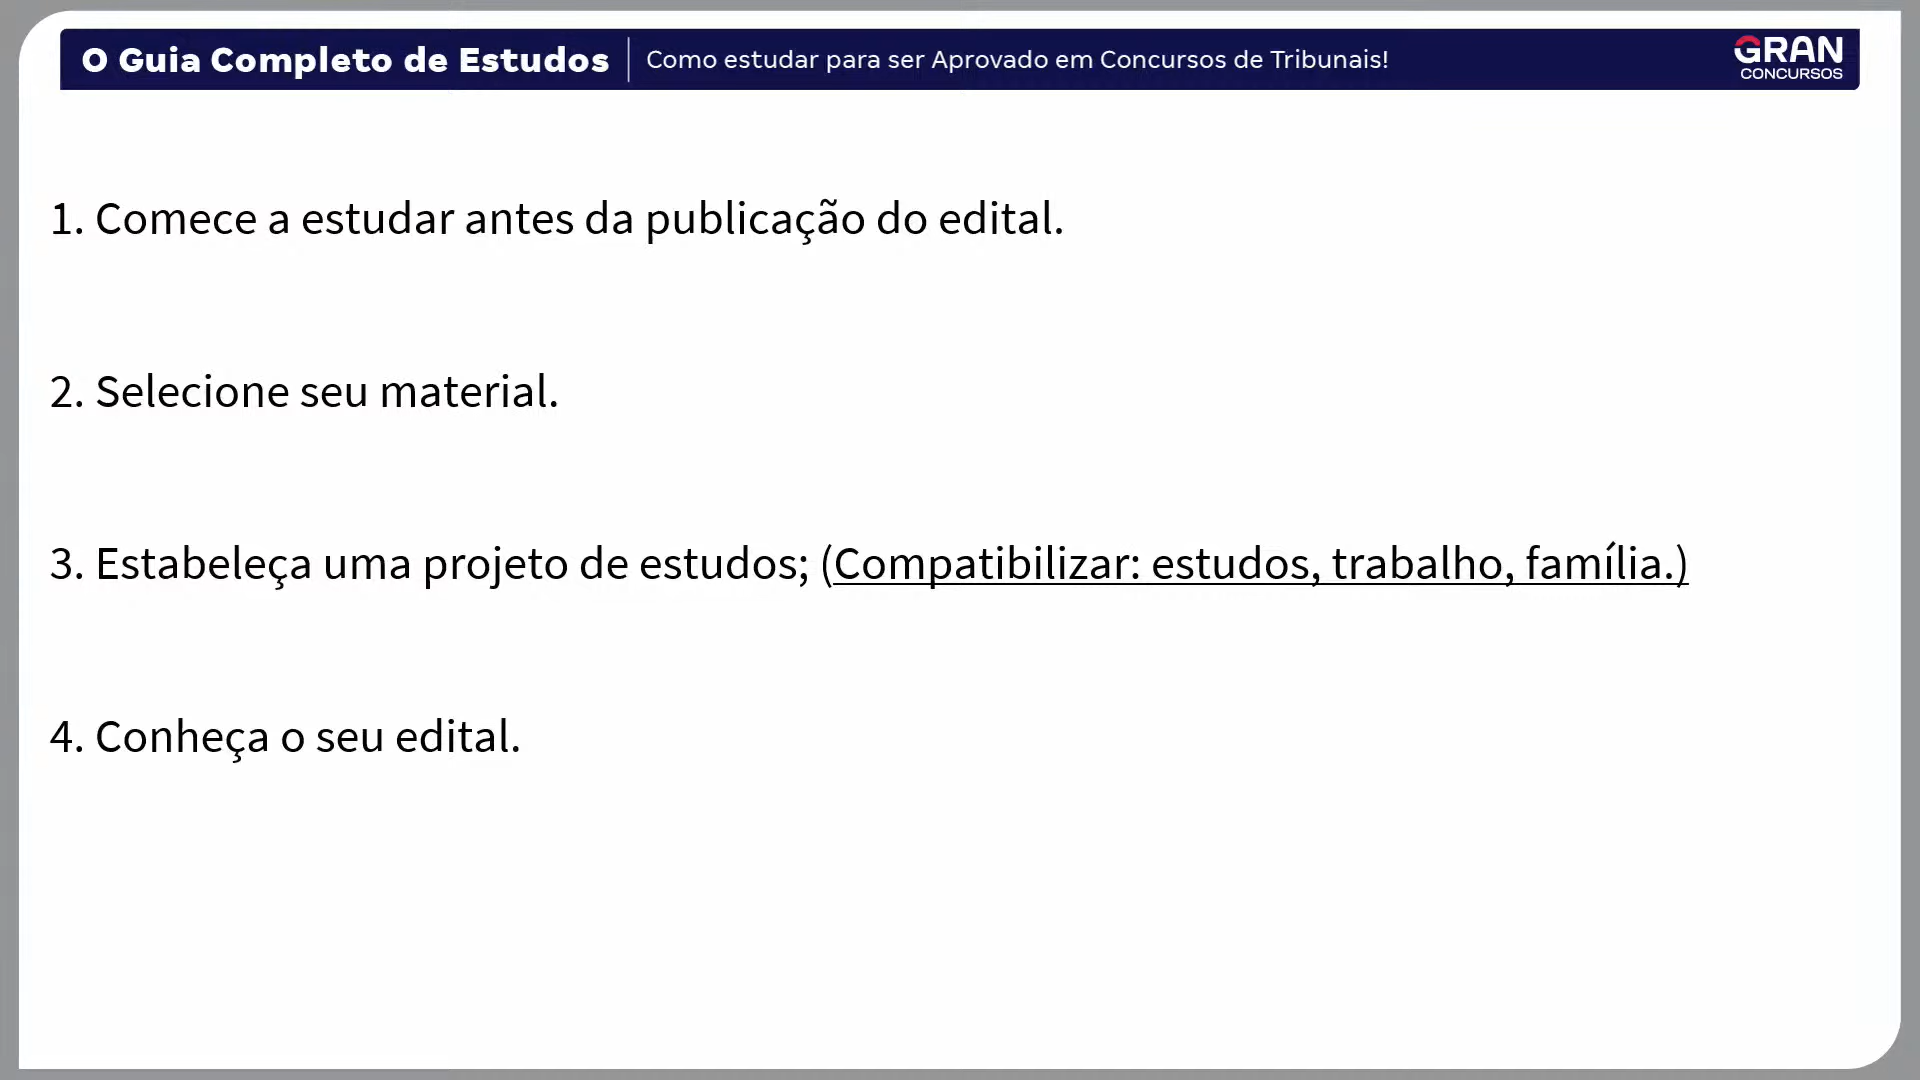 O Guia Completo de Estudos | Como estudar para ser Aprovado em Concursos de Tribunais!
GRAN
CONCURSOS
1. Comece a estudar antes da publicação do edital.
2. Selecione seu material.
3. Estabeleça uma projeto de estudos; (Compatibilizar: estudos, trabalho, família.)
4. Conheça o seu edital.